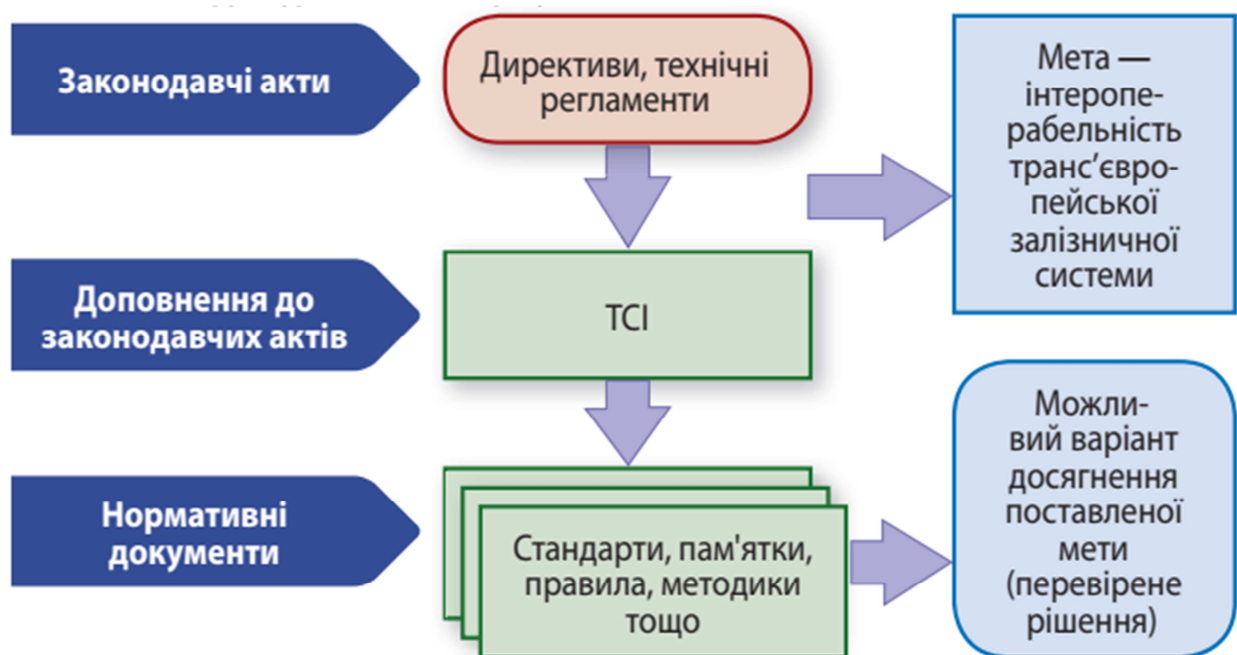 Законодавчі акти
Директиви, технічні
регламенти
Мета —
інтеропе-
рабельність
транс’євро-
пейської
залізничної
системи
Доповнення до
законодавчих актів
ТСІ
Нормативні
документи
Стандарти, пам'ятки,
правила, методики
тощо
Можли-
вий варіант
досягнення
поставленої
мети
(перевірене
рішення)